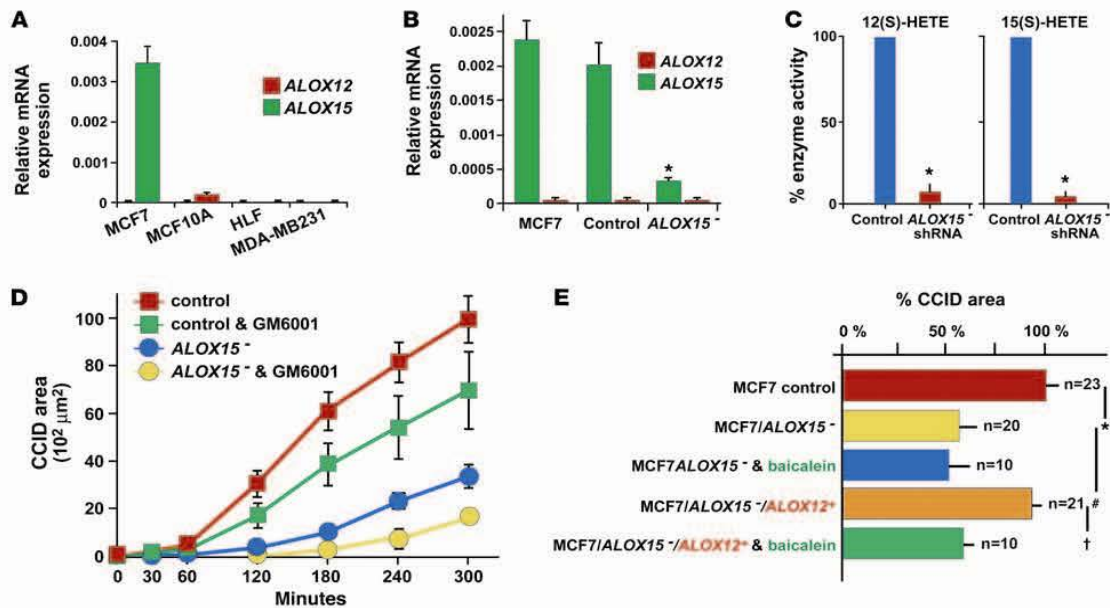 A
Relative mRNA
expression
0.004
0.003
0.002
0.001
0
ALOX12
ALOX15
MCF7
MCF10A
HLF
MDA-MB231
B
Relative mRNA
expression
0.0025
0.002
0.0015
0.001
0.0005
0
ALOX12
ALOX15
*
MCF7 Control ALOX15 -
C
12(S)-HETE 15(S)-HETE
% enzyme activity
100
50
0
* *
Control ALOX15 - Control ALOX15 -
shRNA shRNA
D
control
control & GM6001
ALOX15 -
ALOX15 - & GM6001
CCID area
(10² µm²)
100
80
60
40
20
0
0 30 60 120 180 240 300
Minutes
E
% CCID area
0 % 50 % 100 %
MCF7 control n=23
*
MCF7/ALOX15 - n=20
MCF7ALOX15 - & baicalein n=10
MCF7/ALOX15 -/ALOX12+ n=21 #
MCF7/ALOX15 -/ALOX12+ & baicalein n=10 †